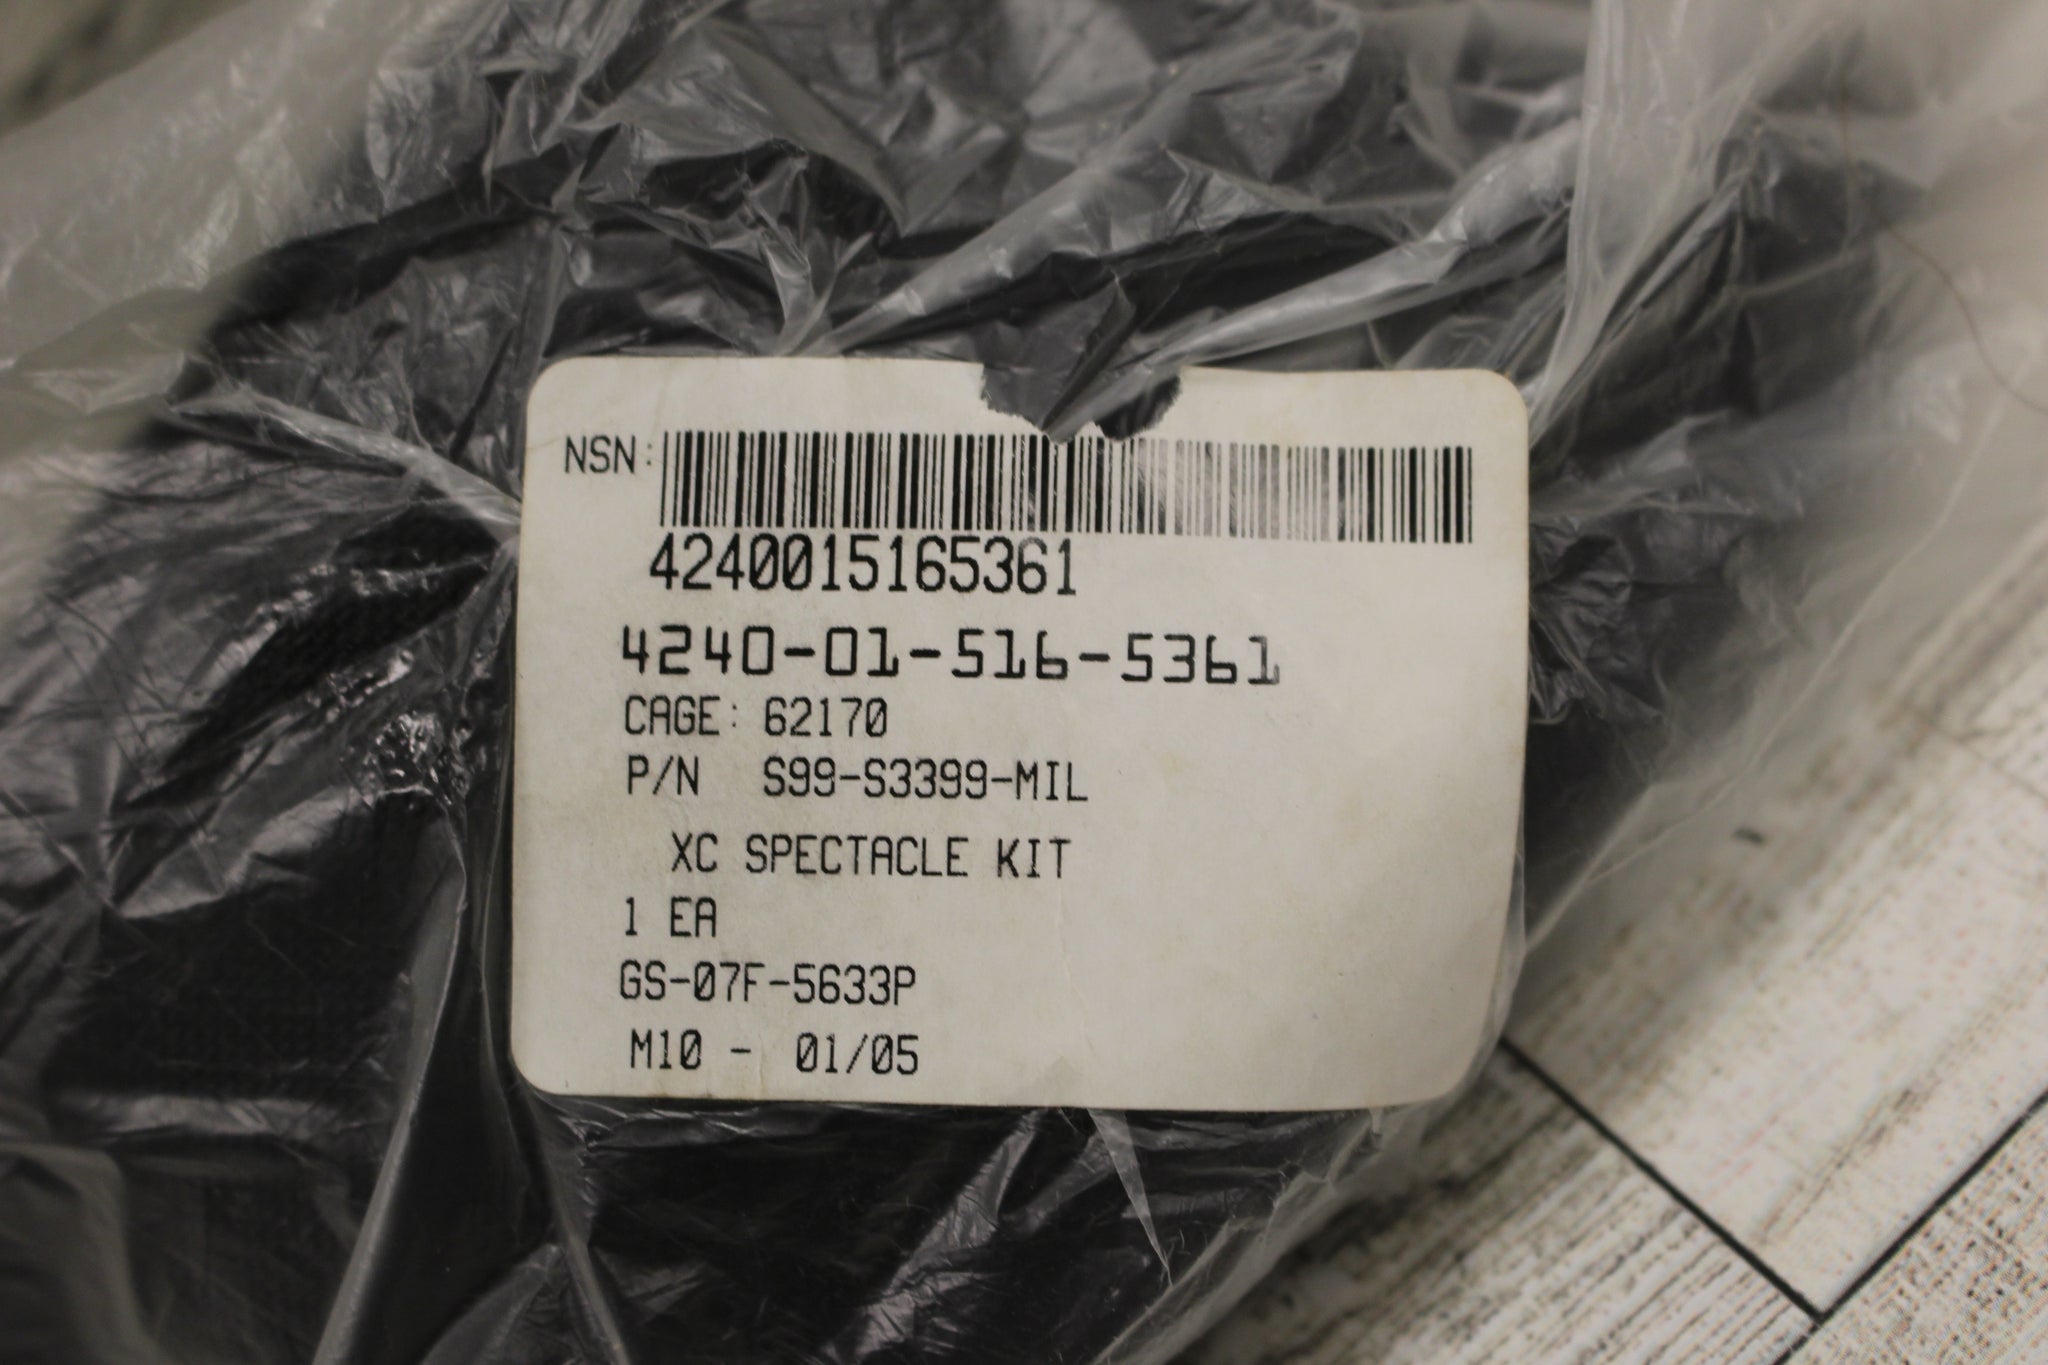 NSN:
4240015165361
4240-01-516-5361
CAGE: 62170
P/N S99-S3399-MIL
XC SPECTACLE KIT
1 EA
GS-07F-5633P
M10 - 01/05